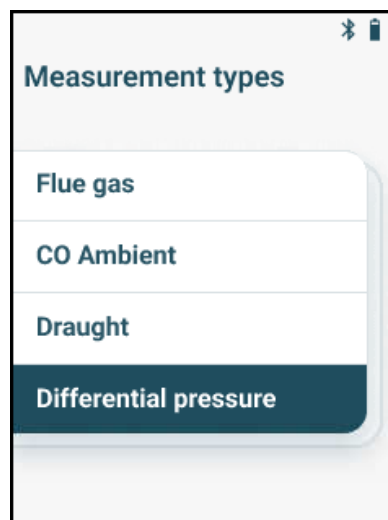 Measurement types
Flue gas
CO Ambient
Draught
Differential pressure